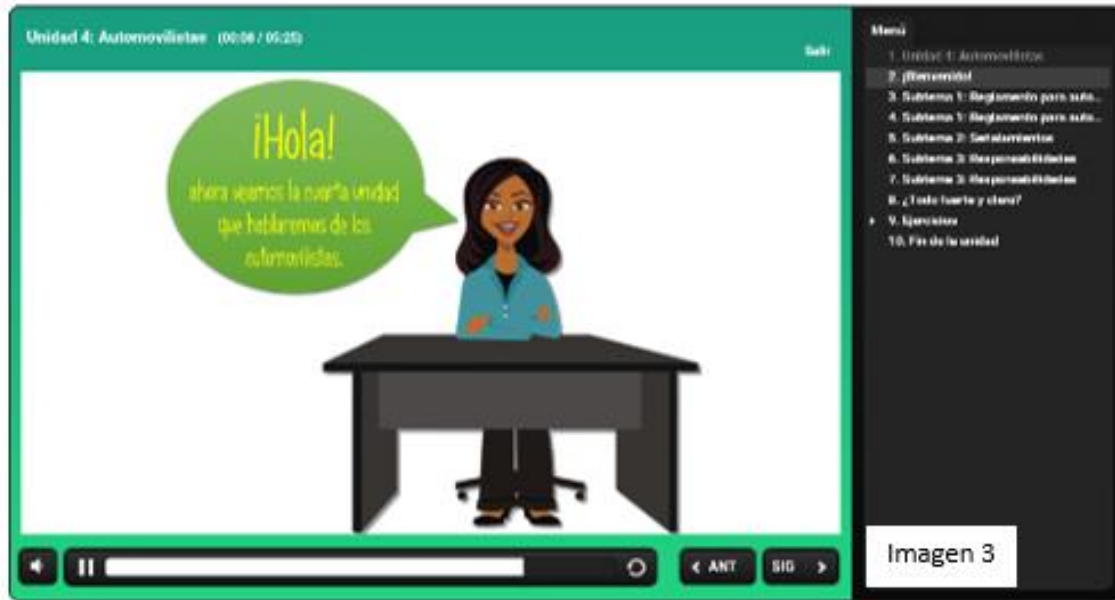 Unidad 4: Automovilistas (00:08 / 05:25)
Salir
¡Hola!
ahora veamos la cuarta unidad
que hablaremos de los
automovilistas.
ANT
SIG
Menú
1. Unidad 4: Automovilistas
2. ¡Bienvenido!
3. Subtema 1: Reglamento para auto...
4. Subtema 1: Reglamento para auto...
5. Subtema 2: Señalamientos
6. Subtema 3: Responsabilidades
7. Subtema 3: Responsabilidades
8. ¿Todo fuerte y claro?
9. Ejercicios
10. Fin de la unidad
Imagen 3